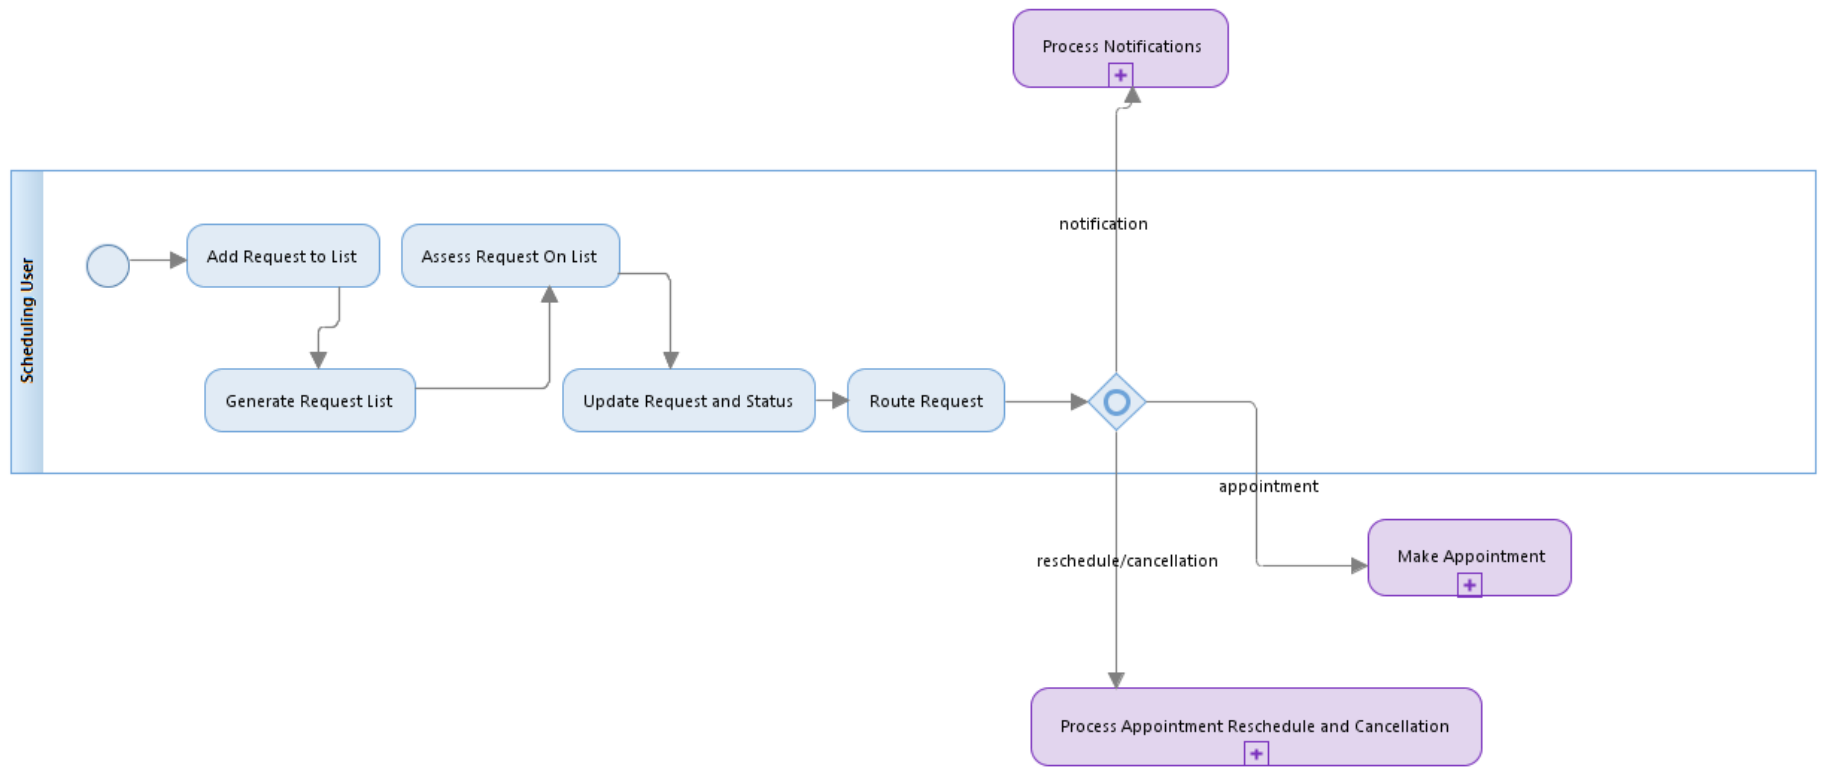 Process Notifications
notification
Scheduling User
Add Request to List
Assess Request On List
Generate Request List
Update Request and Status
Route Request
appointment
reschedule/cancellation
Make Appointment
Process Appointment Reschedule and Cancellation